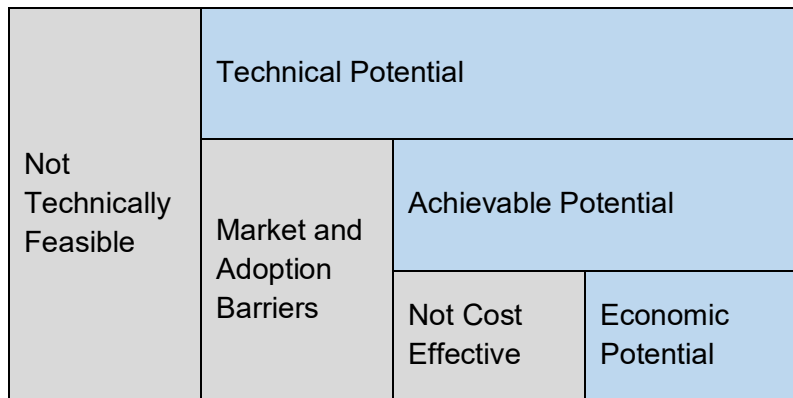 Technical Potential
Not
Technically
Feasible
Market and
Adoption
Barriers
Achievable Potential
Not Cost
Effective
Economic
Potential